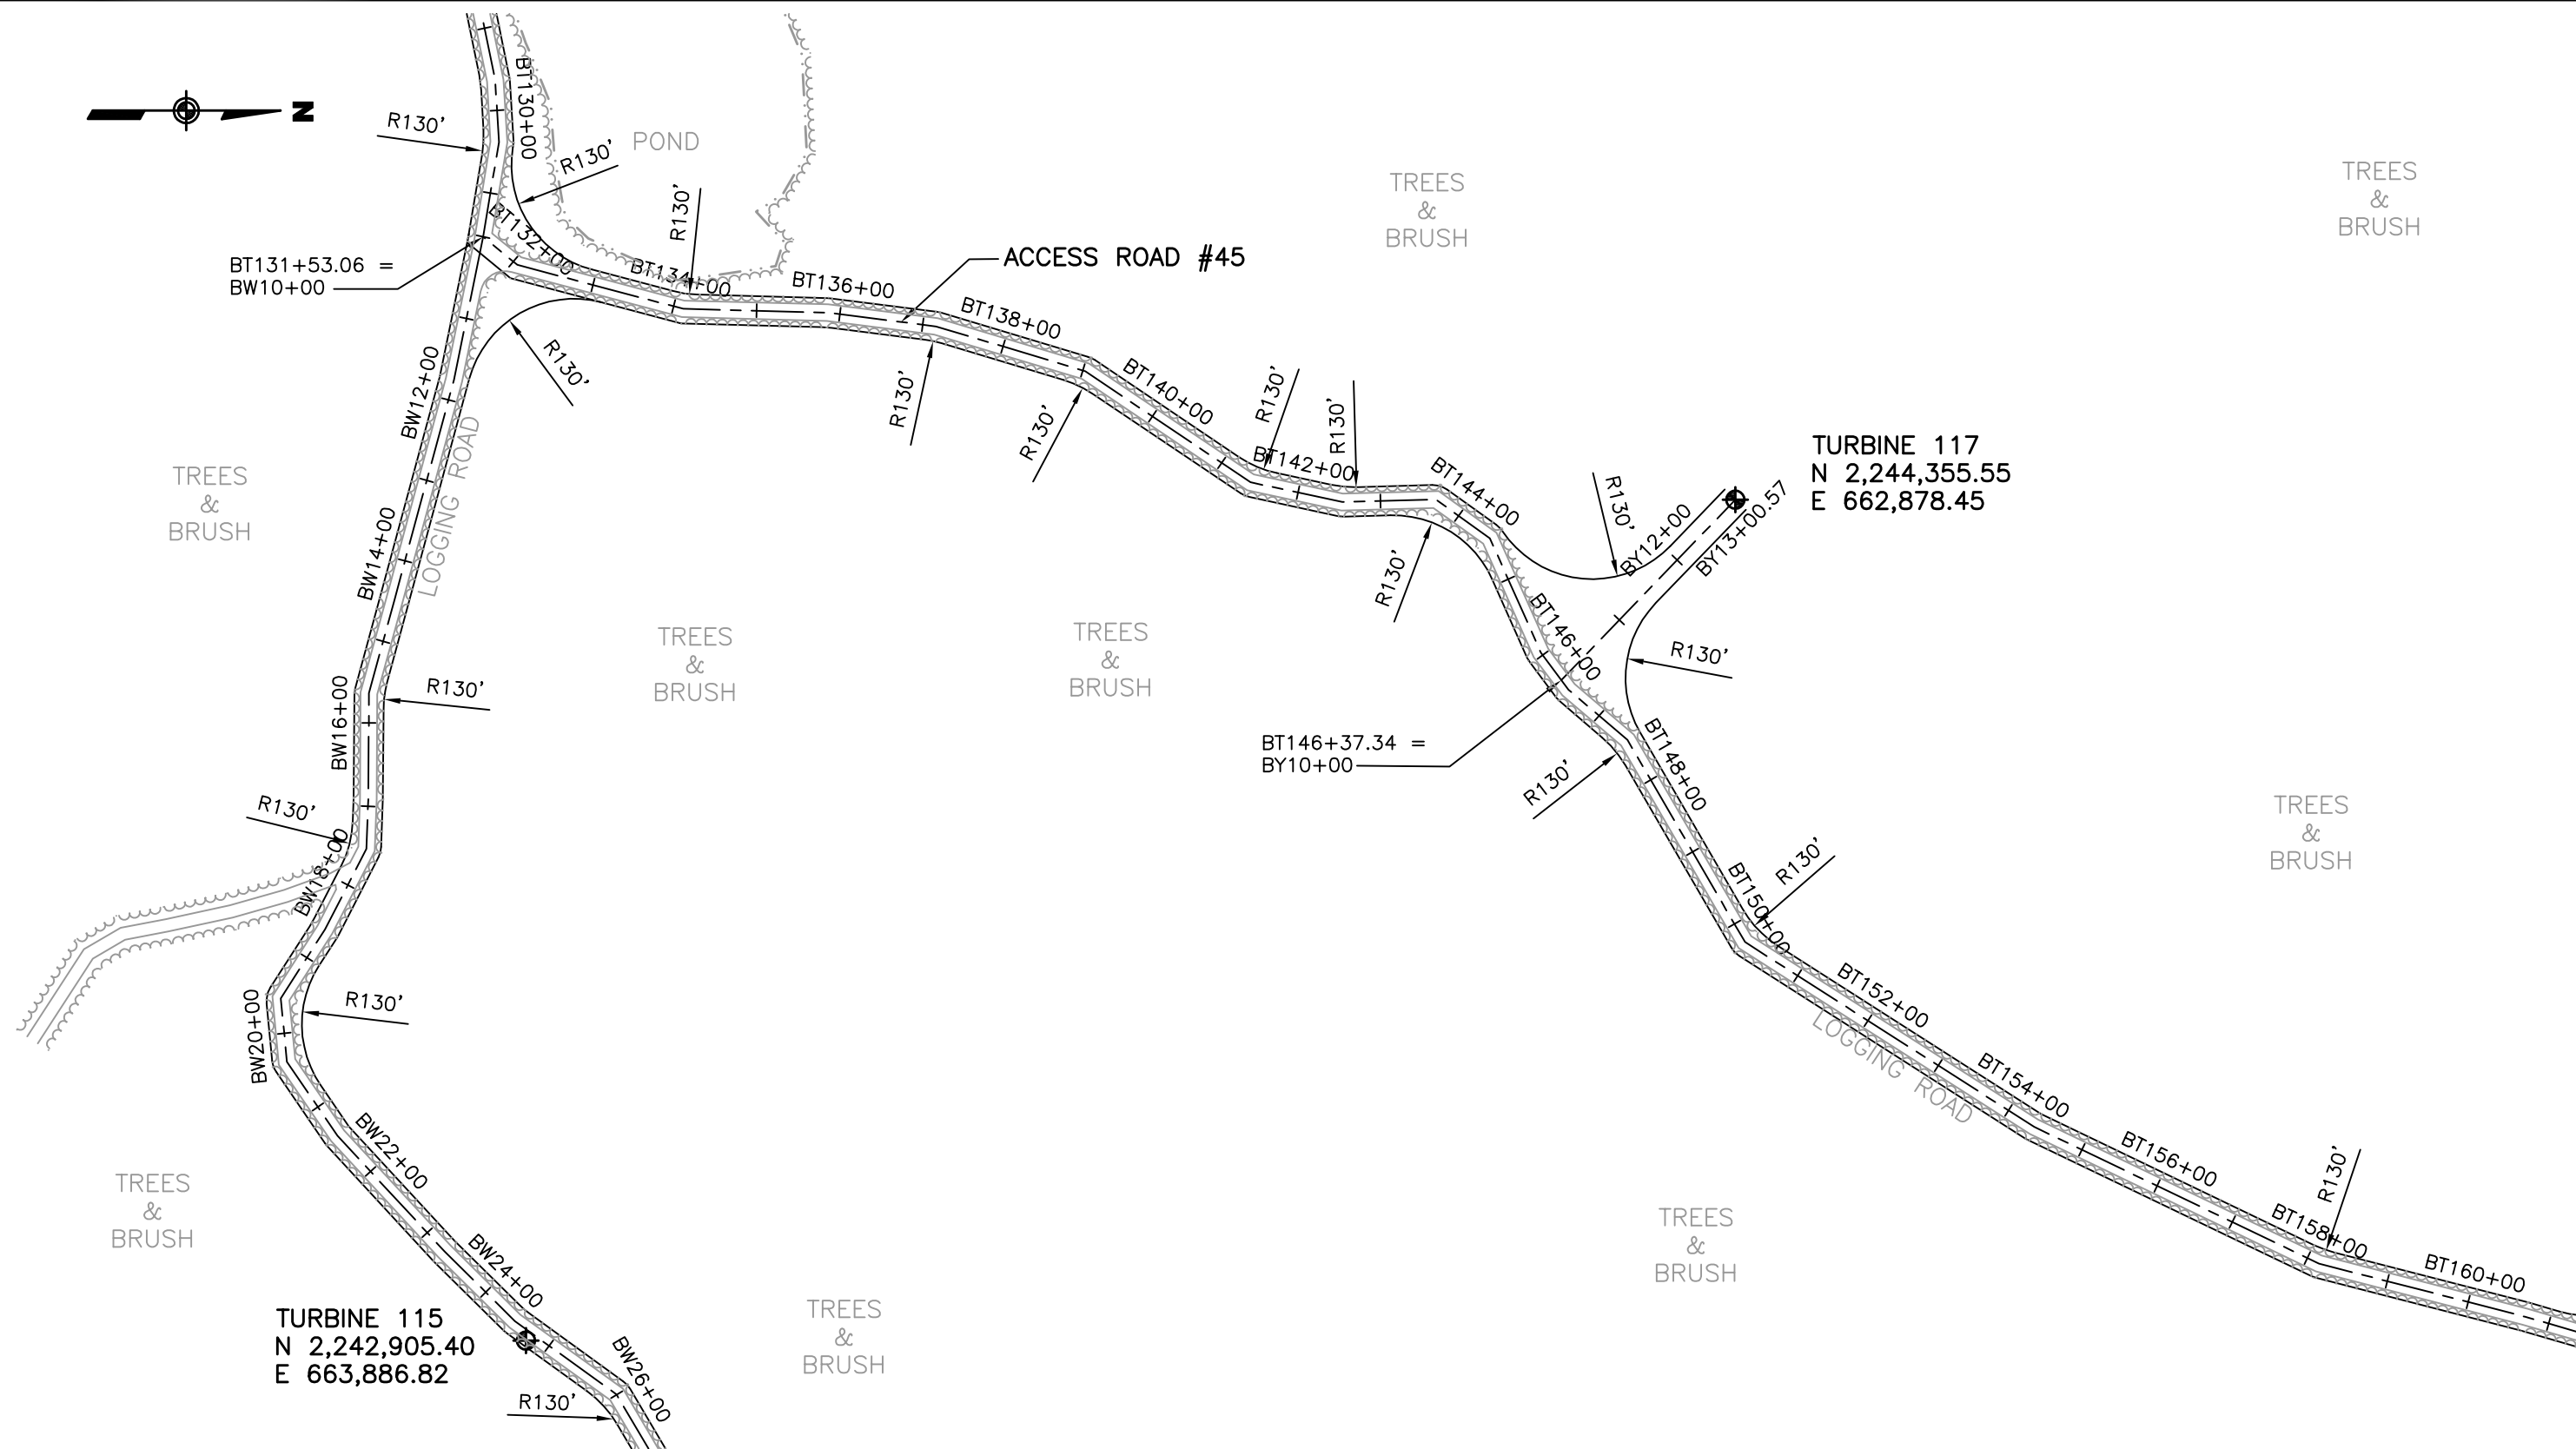 N
BT130+00
R130'
R130'
POND
R130'
BT132+00
BT131+53.06 =
BW10+00
BT134+00
BT136+00
ACCESS ROAD #45
BT138+00
R130'
R130'
R130'
BT140+00
R130'
R130'
BT142+00
BT144+00
R130'
R130'
TREES
&
BRUSH
TREES
&
BRUSH
TURBINE 117
N 2,244,355.55
E 662,878.45
BY12+00
BY13+00.57
BW12+00
LOGGING ROAD
BW14+00
TREES
&
BRUSH
TREES
&
BRUSH
TREES
&
BRUSH
BT146+00
R130'
BT146+37.34 =
BY10+00
R130'
BT148+00
BW16+00
R130'
R130'
BW18+00
R130'
BT150+00
TREES
&
BRUSH
BW20+00
R130'
BT152+00
LOGGING ROAD
BT154+00
BW22+00
BT156+00
R130'
BT158+00
BT160+00
TREES
&
BRUSH
BW24+00
TREES
&
BRUSH
TREES
&
BRUSH
TURBINE 115
N 2,242,905.40
E 663,886.82
BW26+00
R130'